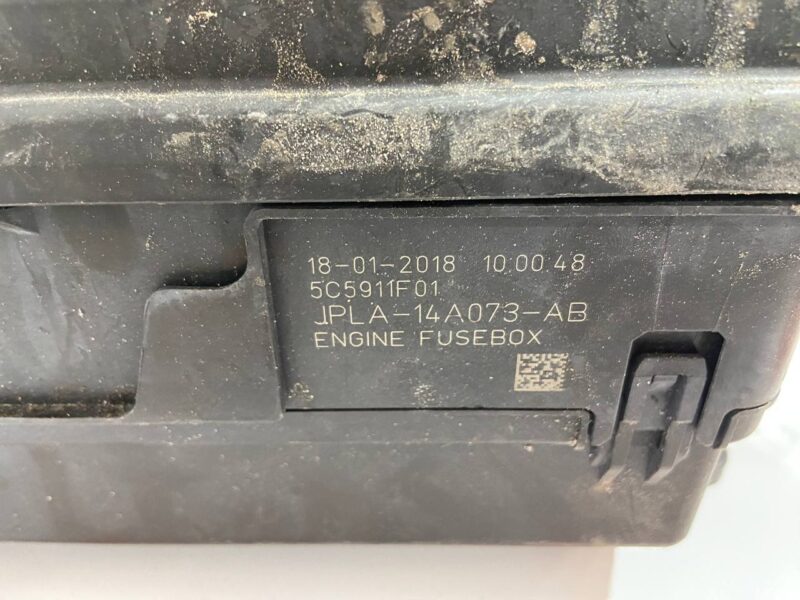 18-01-2018 10:00:48
5C5911F01
JPLA-14A073-AB
ENGINE FUSEBOX